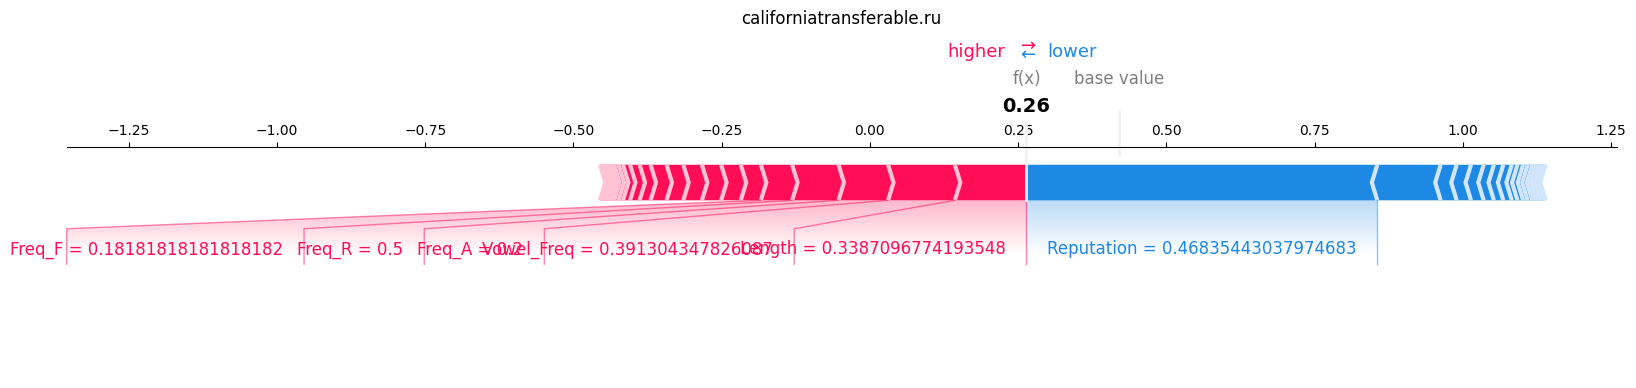 californiatransferable.ru
higher → ← lower
f(x) base value
0.26
−1.25 −1.00 −0.75 −0.50 −0.25 0.00 0.25 0.50 0.75 1.00 1.25
Freq_F = 0.18181818181818182 Freq_R = 0.5 Freq_A = 0.2 Vowel_Freq = 0.391304347826087 Length = 0.3387096774193548 Reputation = 0.46835443037974683